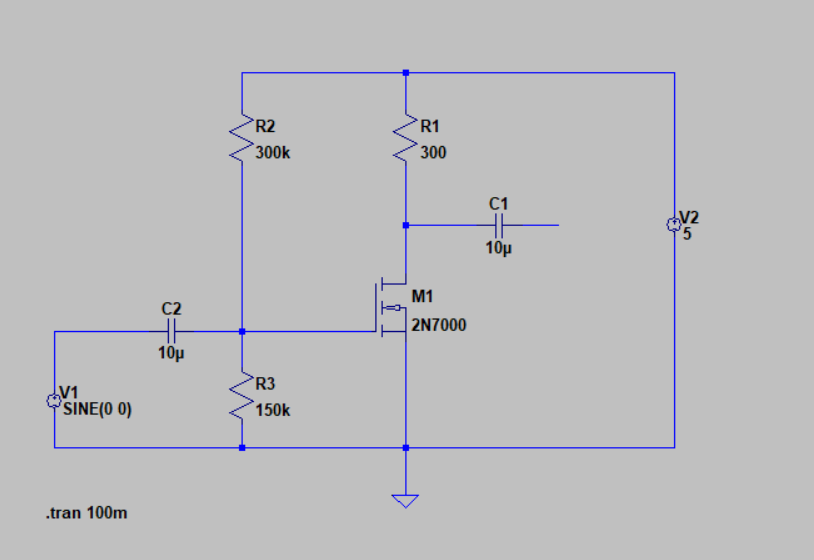 R2
300k
R1
300
C1
10µ
V2
5
M1
2N7000
C2
10µ
R3
150k
V1
SINE(0 0)
.tran 100m